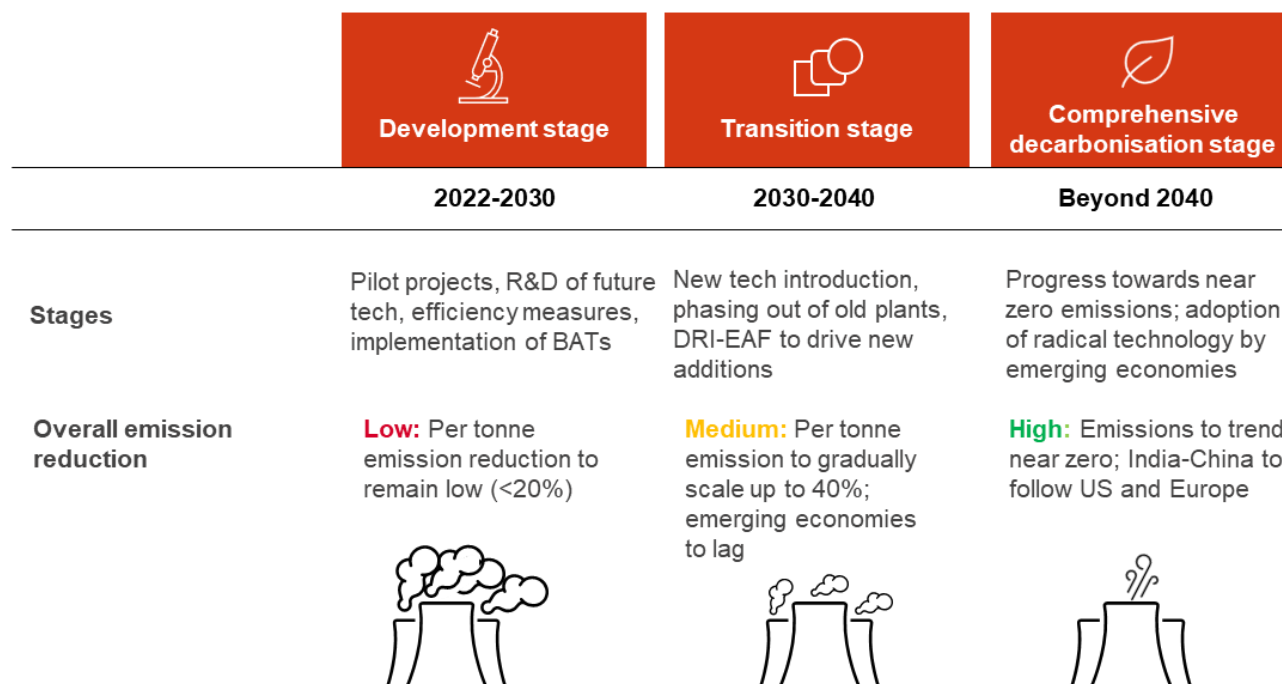 Development stage
Transition stage
Comprehensive
decarbonisation stage
2022-2030
2030-2040
Beyond 2040
Stages
Pilot projects, R&D of future
tech, efficiency measures,
implementation of BATs
New tech introduction,
phasing out of old plants,
DRI-EAF to drive new
additions
Progress towards near
zero emissions; adoption
of radical technology by
emerging economies
Overall emission
reduction
Low: Per tonne
emission reduction to
remain low (<20%)
Medium: Per tonne
emission to gradually
scale up to 40%;
emerging economies
to lag
High: Emissions to trend
near zero; India-China to
follow US and Europe